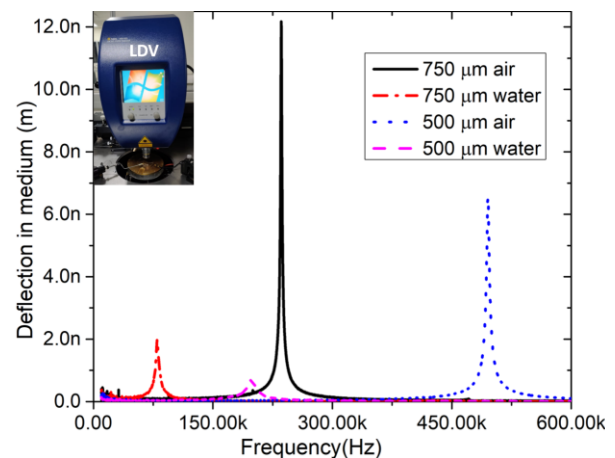 LDV
12.0n
10.0n
8.0n
6.0n
4.0n
2.0n
0.0
Deflection in medium (m)
750 μm air
750 μm water
500 μm air
500 μm water
0.00 150.00k 300.00k 450.00k 600.00k
Frequency(Hz)